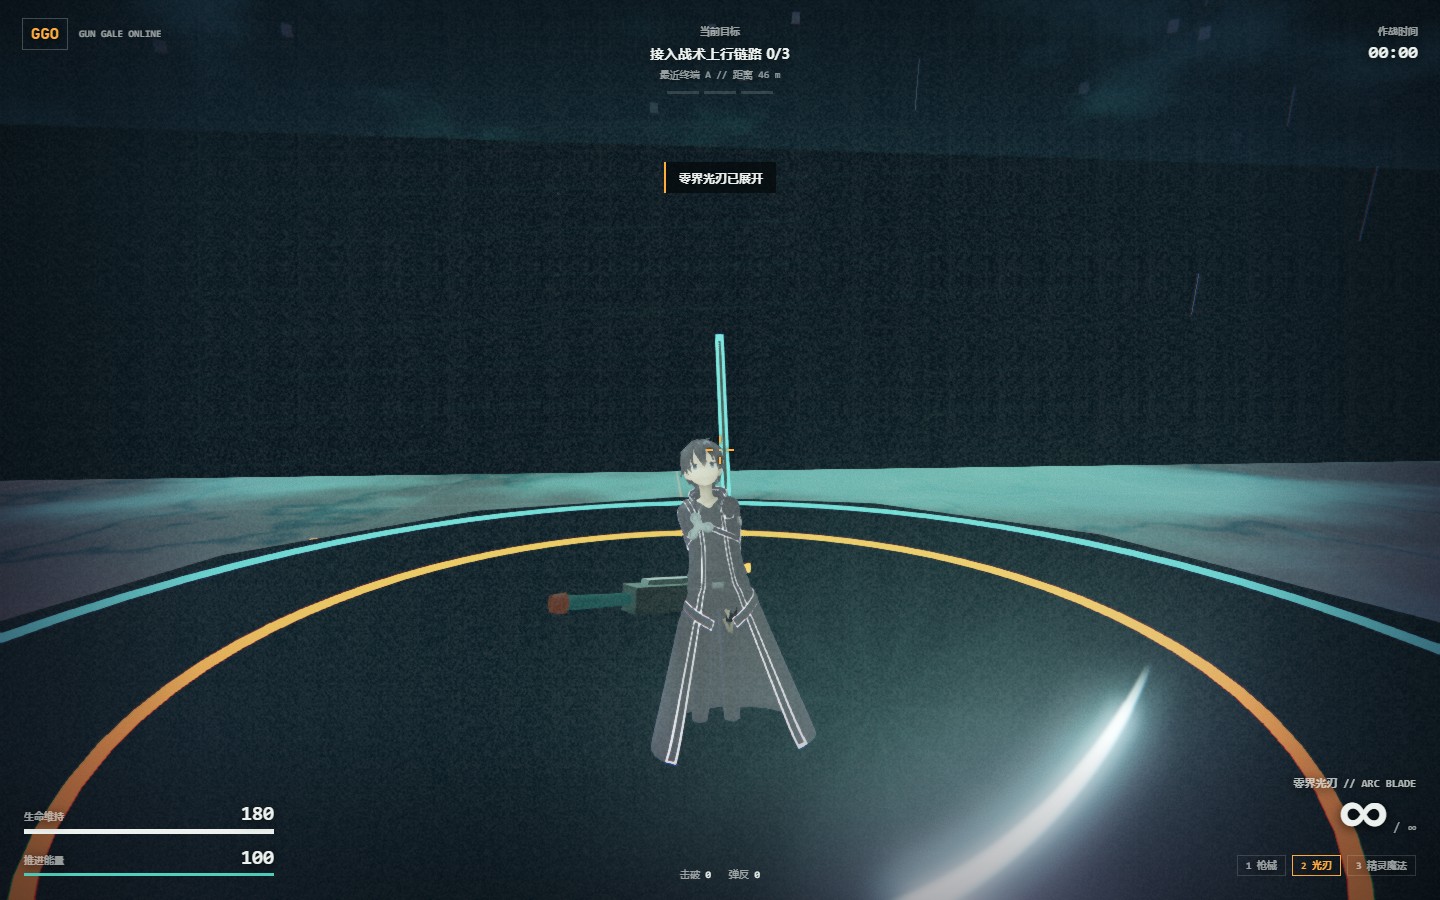 GGO GUN GALE ONLINE
当前目标
接入战术上行链路 0/3
最近终端 A // 距离 46 m
作战时间
00:00
零界光刃已展开
生命维持 180
推进能量 100
击破 0 弹反 0
零界光刃 // ARC BLADE
∞ / ∞
1 枪械 2 光刃 3 精灵魔法